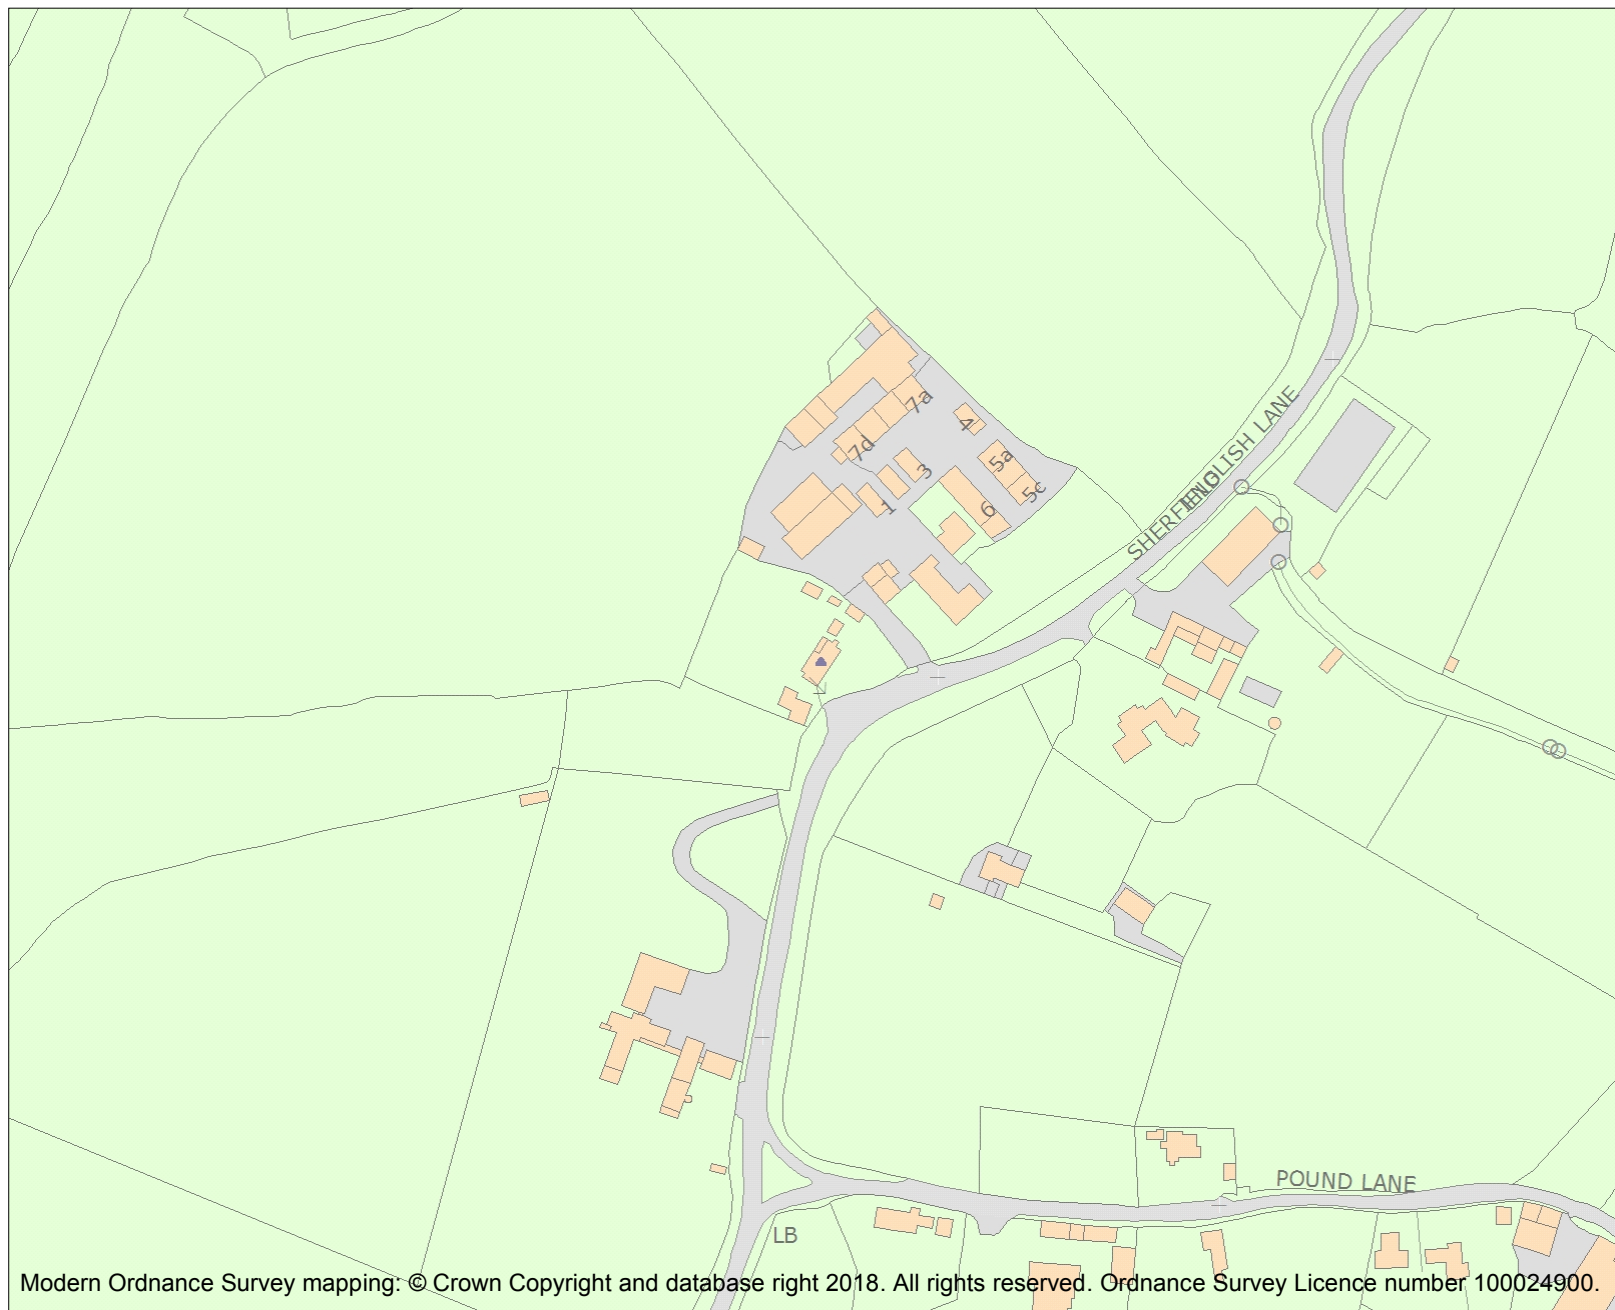 7a
4
7d
5a
3
5c
1
6
SHERFIELD ENGLISH LANE
POUND LANE
LB
Modern Ordnance Survey mapping: © Crown Copyright and database right 2018. All rights reserved. Ordnance Survey Licence number 100024900.